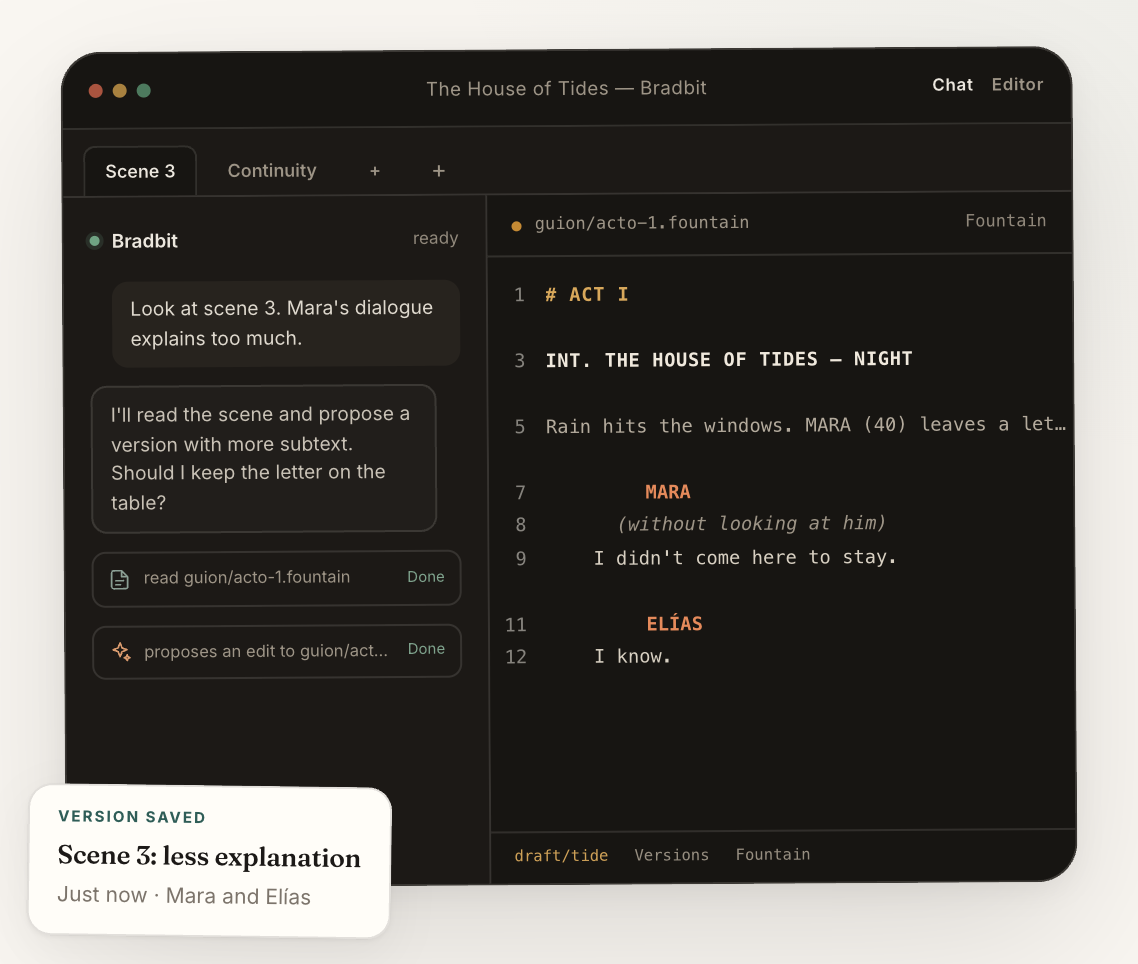 The House of Tides — Bradbit
Chat Editor
Scene 3 Continuity + +
Bradbit ready
Look at scene 3. Mara's dialogue
explains too much.
I'll read the scene and propose a
version with more subtext.
Should I keep the letter on the
table?
read guion/acto-1.fountain Done
proposes an edit to guion/act... Done
guion/acto-1.fountain Fountain
1 # ACT I
3 INT. THE HOUSE OF TIDES — NIGHT
5 Rain hits the windows. MARA (40) leaves a let…
7 MARA
8 (without looking at him)
9 I didn't come here to stay.
11 ELÍAS
12 I know.
draft/tide Versions Fountain
VERSION SAVED
Scene 3: less explanation
Just now · Mara and Elías